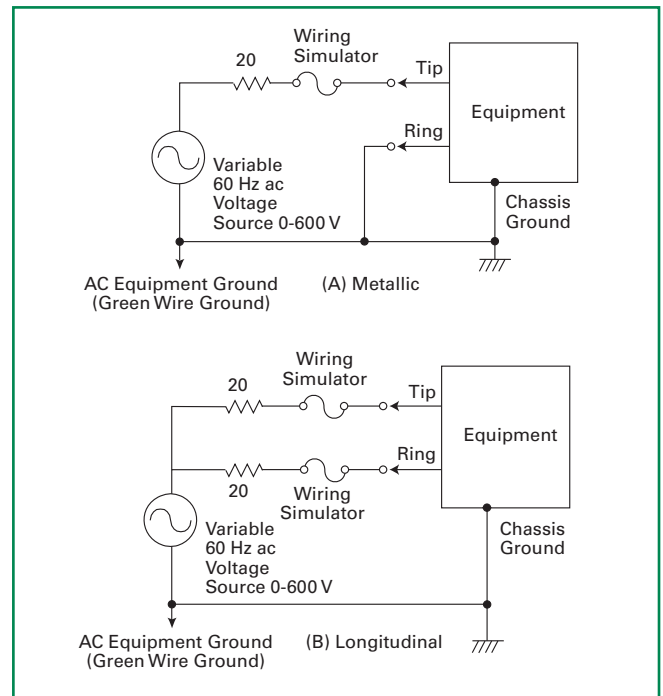 Wiring
Simulator
20
Tip
Equipment
Ring
Variable
60 Hz ac
Voltage
Source 0-600 V
Chassis
Ground
AC Equipment Ground
(Green Wire Ground)
(A) Metallic
Wiring
Simulator
20
Tip
Equipment
Ring
20
Wiring
Simulator
Variable
60 Hz ac
Voltage
Source 0-600 V
Chassis
Ground
AC Equipment Ground
(Green Wire Ground)
(B) Longitudinal